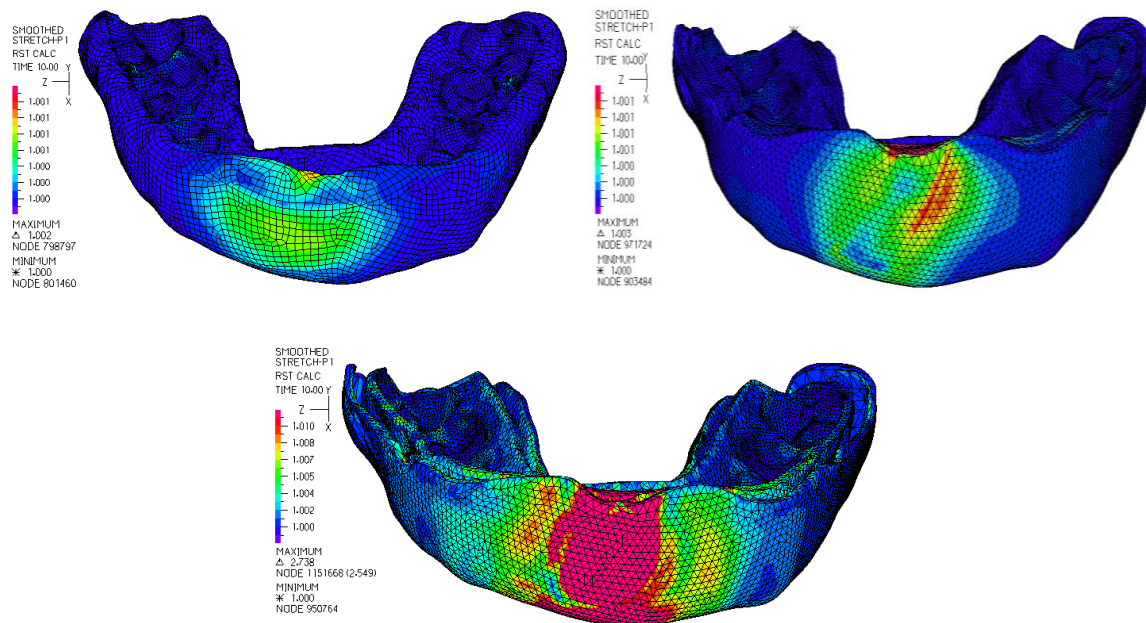 SMOOTHED
STRETCH-P1
RST CALC
TIME 10.00
Y
Z
X
1.001
1.001
1.001
1.000
1.000
1.000
1.000
MAXIMUM
Δ 1.002
NODE 798797
MINIMUM
* 1.000
NODE 801460
SMOOTHED
STRETCH-P1
RST CALC
TIME 10.00
Y
Z
X
1.001
1.001
1.001
1.000
1.000
1.000
1.000
MAXIMUM
Δ 1.003
NODE 971724
MINIMUM
* 1.000
NODE 903484
SMOOTHED
STRETCH-P1
RST CALC
TIME 10.00
Y
Z
X
1.010
1.008
1.007
1.005
1.004
1.002
1.000
MAXIMUM
Δ 2.738
NODE 1151668 (2.549)
MINIMUM
* 1.000
NODE 950764